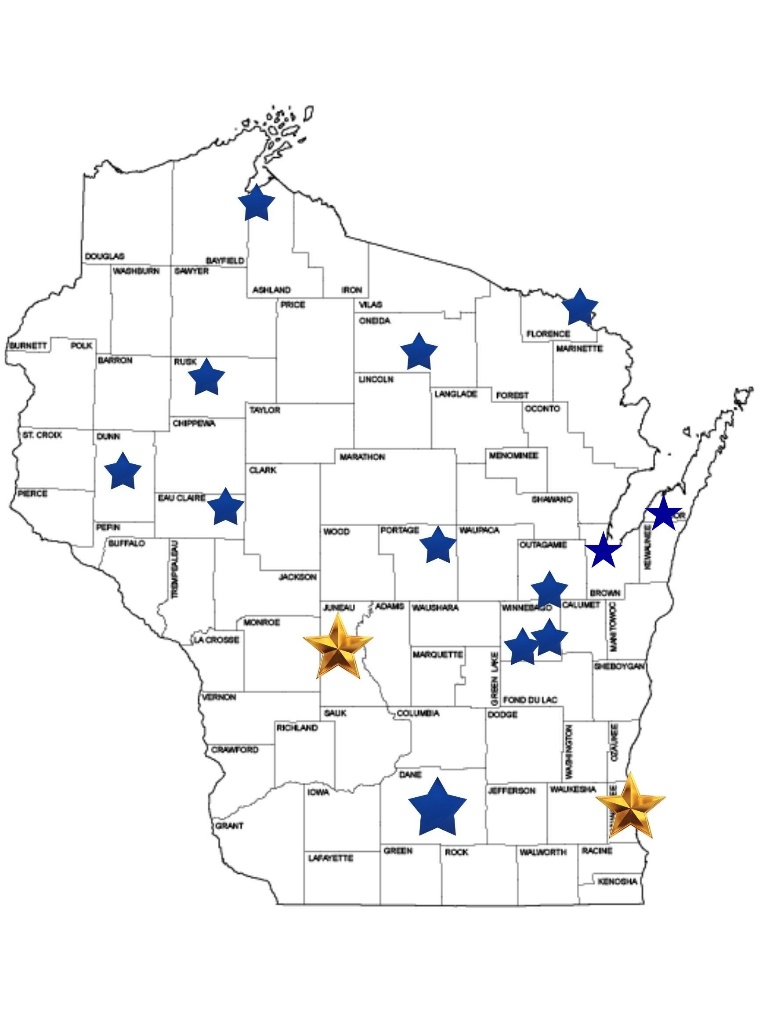 DOUGLAS
BAYFIELD
WASHBURN
SAWYER
ASHLAND
IRON
PRICE
VILAS
ONEIDA
FLORENCE
MARINETTE
BURNETT
POLK
BARRON
RUSK
LINCOLN
LANGLADE
FOREST
OCONTO
TAYLOR
CHIPPEWA
ST. CROIX
DUNN
CLARK
MARATHON
MENOMINEE
SHAWANO
PIERCE
EAU CLAIRE
PEPIN
BUFFALO
TREMPEALEAU
WOOD
PORTAGE
WAUPACA
OUTAGAMIE
KEWAUNEE
JACKSON
BROWN
JUNEAU
ADAMS
WAUSHARA
CALUMET
MANITOWOC
MONROE
LA CROSSE
MARQUETTE
GREEN LAKE
SHEBOYGAN
VERNON
FOND DU LAC
SAUK
COLUMBIA
DODGE
RICHLAND
WASHINGTON
OZAUKEE
CRAWFORD
DANE
IOWA
JEFFERSON
WAUKESHA
GRANT
GREEN
ROCK
WALWORTH
RACINE
LAFAYETTE
KENOSHA